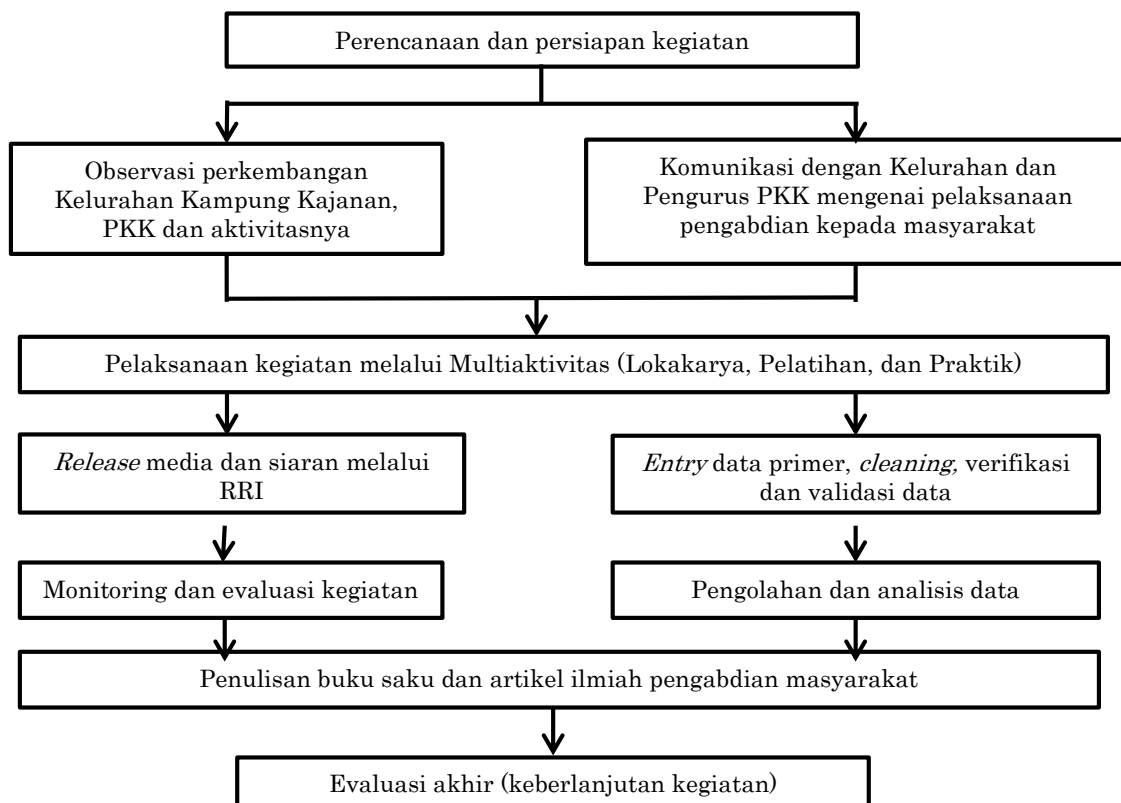 Perencanaan dan persiapan kegiatan
Observasi perkembangan
Kelurahan Kampung Kajanan,
PKK dan aktivitasnya
Komunikasi dengan Kelurahan dan
Pengurus PKK mengenai pelaksanaan
pengabdian kepada masyarakat
Pelaksanaan kegiatan melalui Multiaktivitas (Lokakarya, Pelatihan, dan Praktik)
Release media dan siaran melalui
RRI
Entry data primer, cleaning, verifikasi
dan validasi data
Monitoring dan evaluasi kegiatan
Pengolahan dan analisis data
Penulisan buku saku dan artikel ilmiah pengabdian masyarakat
Evaluasi akhir (keberlanjutan kegiatan)